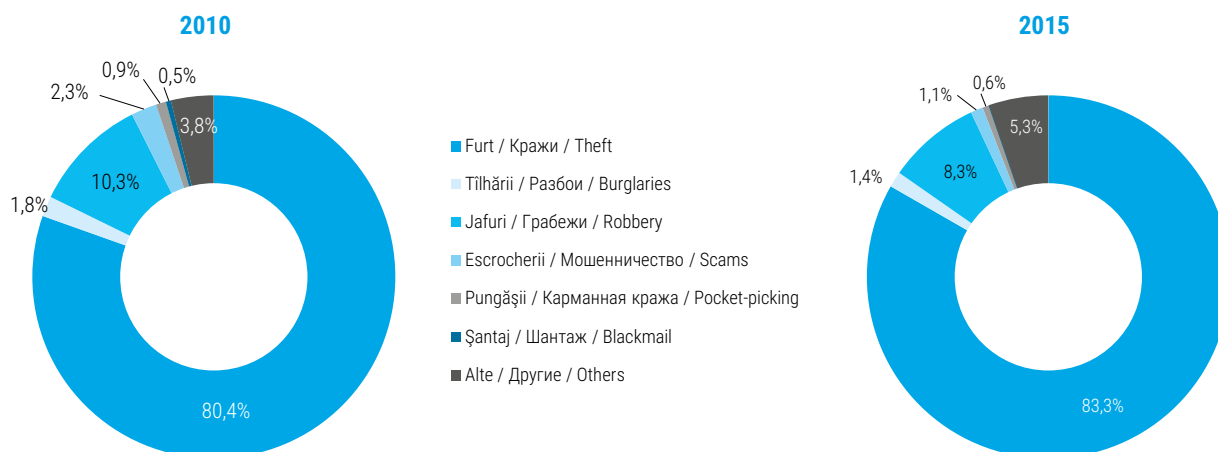 2010
2015
0,9%
0,5%
2,3%
3,8%
10,3%
1,8%
80,4%
Furt / Кражи / Theft
Tîlhării / Разбои / Burglaries
Jafuri / Грабежи / Robbery
Escrocherii / Мошенничество / Scams
Pungăşii / Карманная кража / Pocket-picking
Şantaj / Шантаж / Blackmail
Alte / Другие / Others
0,6%
1,1%
5,3%
8,3%
1,4%
83,3%